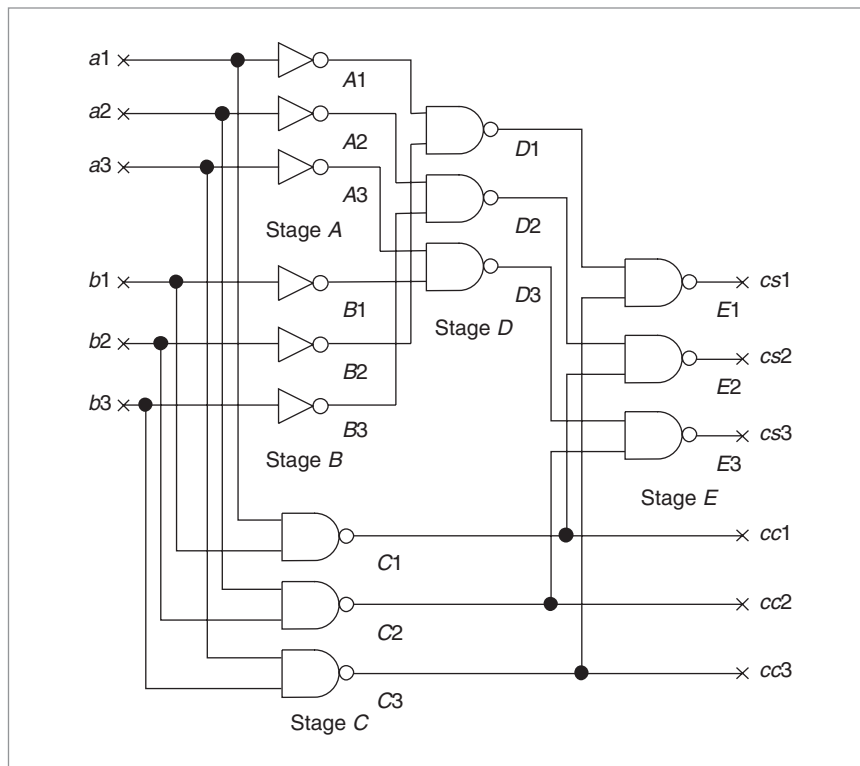 a1
A1
a2
A2
D1
a3
A3
D2
Stage A
b1
B1
D3
cs1
Stage D
E1
b2
B2
cs2
E2
b3
B3
cs3
Stage B
E3
Stage E
C1
cc1
C2
cc2
C3
cc3
Stage C